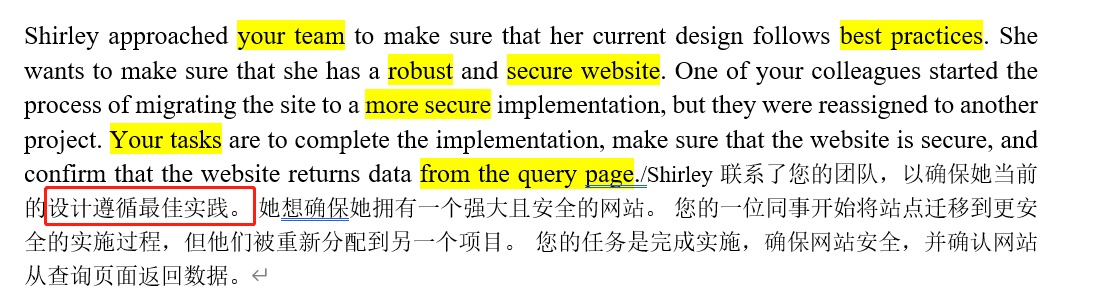 Shirley approached your team to make sure that her current design follows best practices. She
wants to make sure that she has a robust and secure website. One of your colleagues started the
process of migrating the site to a more secure implementation, but they were reassigned to another
project. Your tasks are to complete the implementation, make sure that the website is secure, and
confirm that the website returns data from the query page./Shirley 联系了您的团队，以确保她当前
的设计遵循最佳实践。 她想确保她拥有一个强大且安全的网站。 您的一位同事开始将站点迁移到更安
全的实施过程，但他们被重新分配到另一个项目。 您的任务是完成实施，确保网站安全，并确认网站
从查询页面返回数据。↵